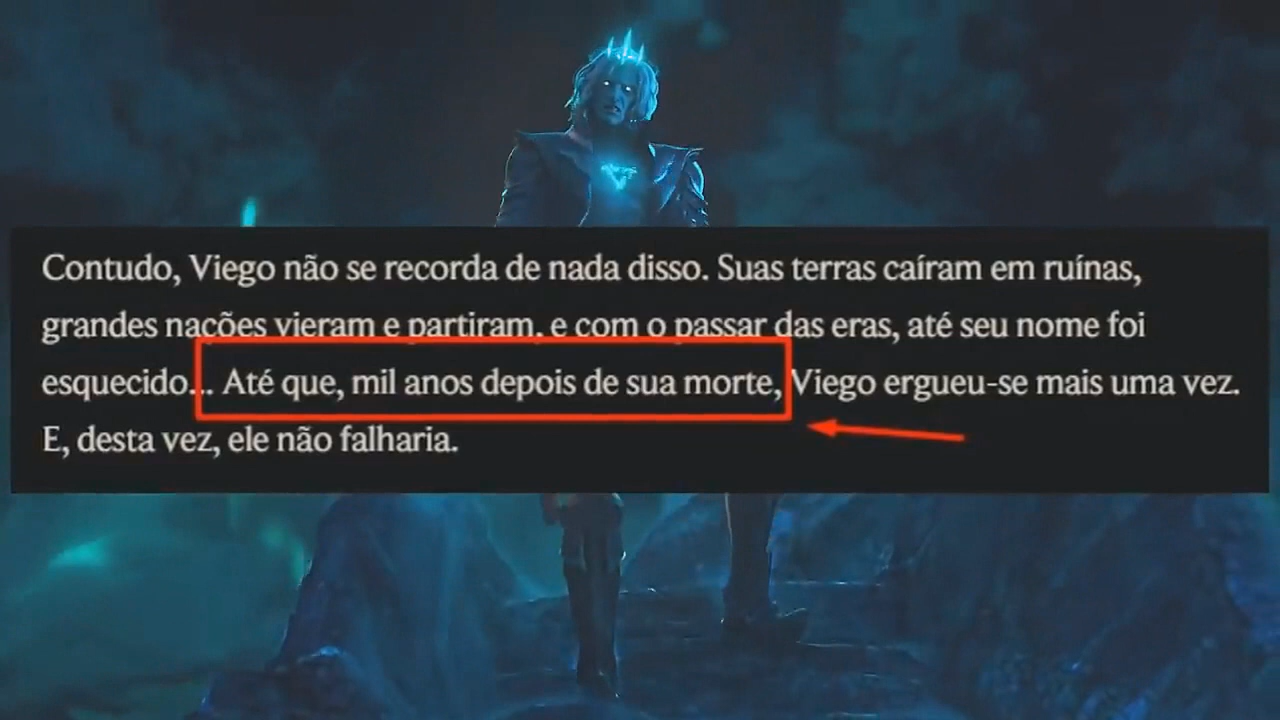 Contudo, Viego não se recorda de nada disso. Suas terras caíram em ruínas,
grandes nações vieram e partiram, e com o passar das eras, até seu nome foi
esquecido... Até que, mil anos depois de sua morte, Viego ergueu-se mais uma vez.
E, desta vez, ele não falharia.